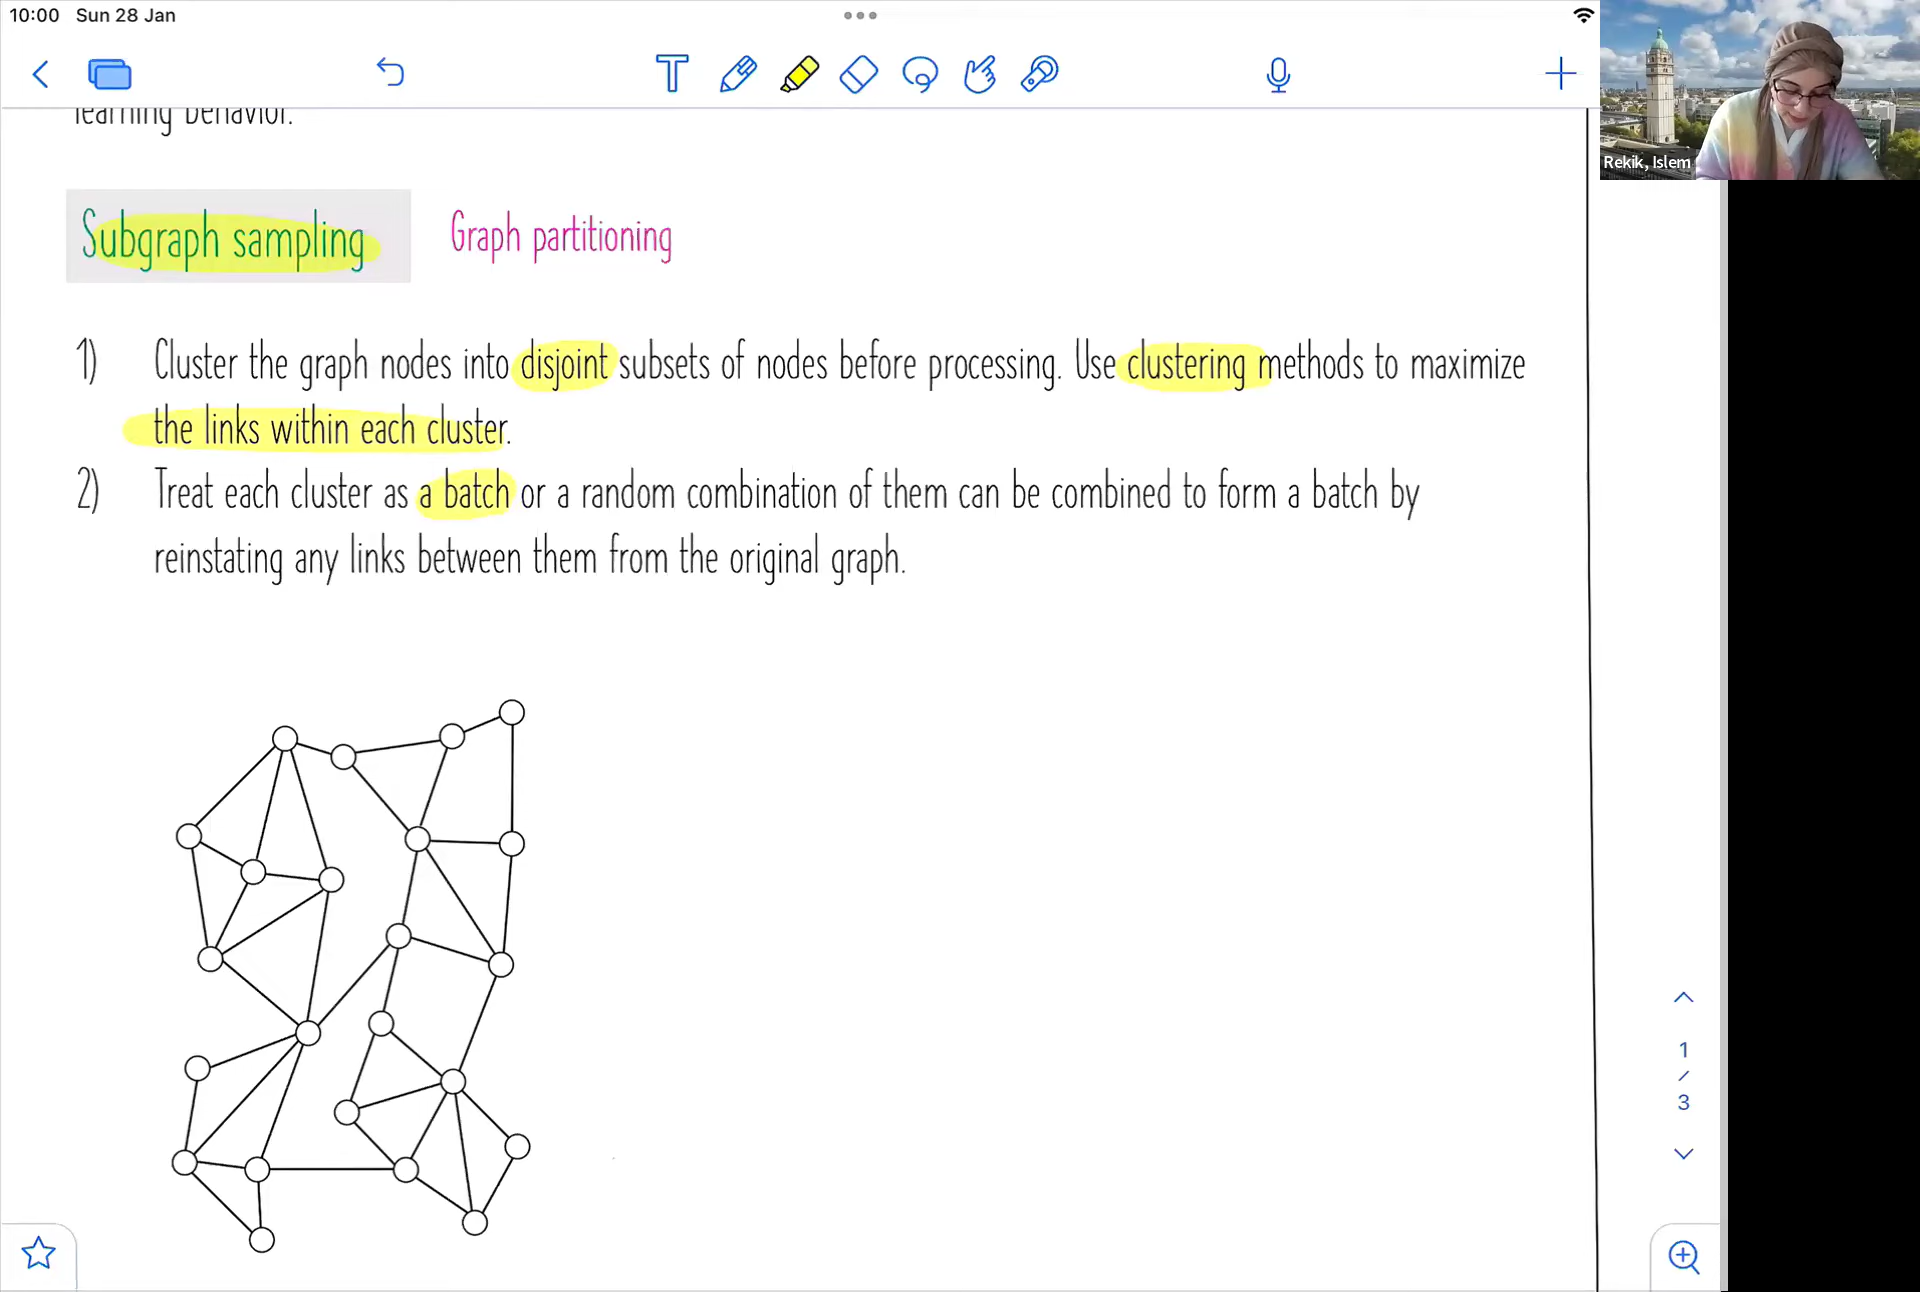 10:00 Sun 28 Jan
learning behavior.
Rekik, Islem
Subgraph sampling Graph partitioning
1) Cluster the graph nodes into disjoint subsets of nodes before processing. Use clustering methods to maximize
the links within each cluster.
2) Treat each cluster as a batch or a random combination of them can be combined to form a batch by
reinstating any links between them from the original graph.
1
/
3